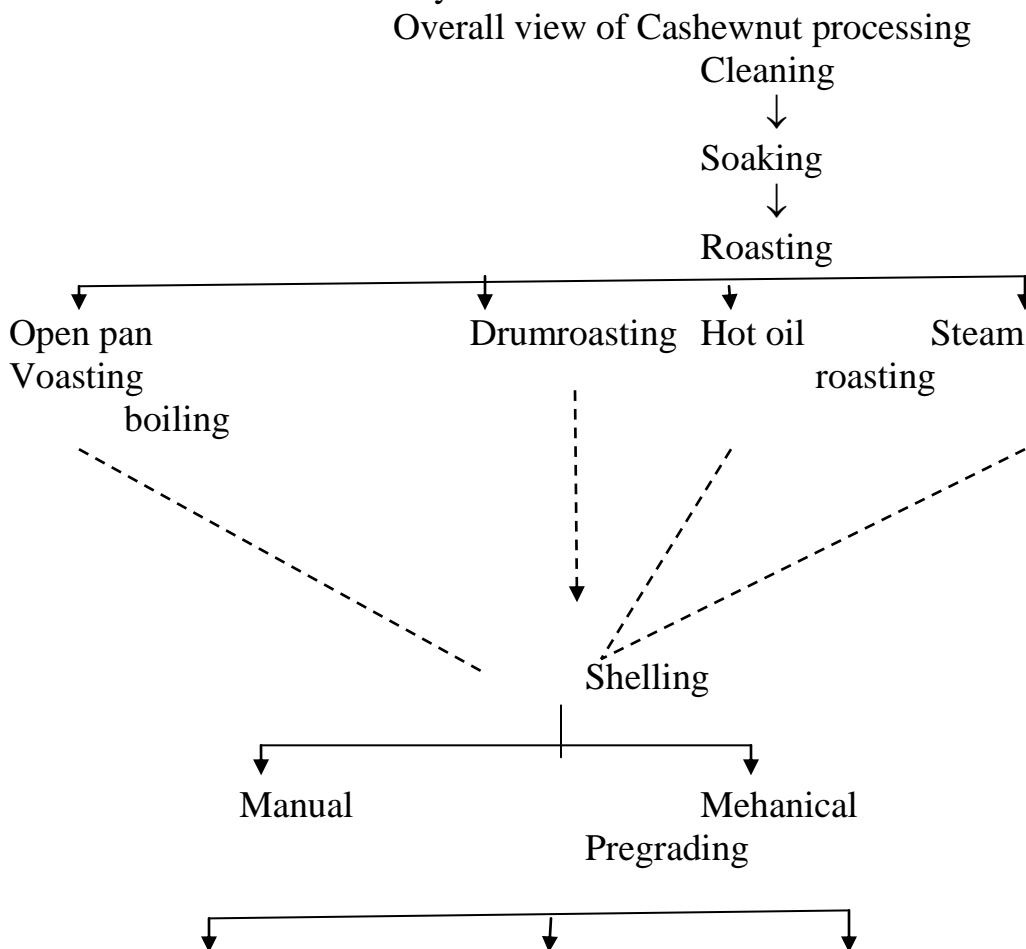 Overall view of Cashewnut processing
Cleaning
Soaking
Roasting
Open pan Drumroasting Hot oil Steam
Voasting roasting
boiling
Shelling
Manual Mehanical
Pregrading